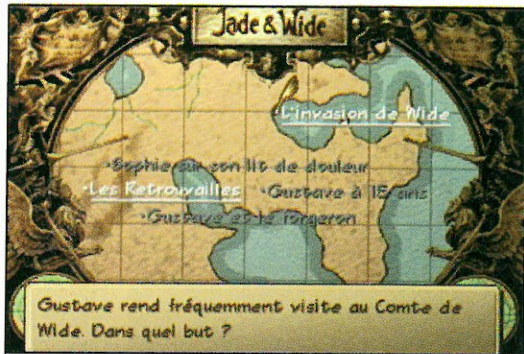 Jade & Wide
·L'invasion de Wide
·Sophie sur son lit de douleur
·Les Retrouvailles ·Gustave à 15 ans
·Gustave et le forgeron
Gustave rend fréquemment visite au Comte de
Wide. Dans quel but ?